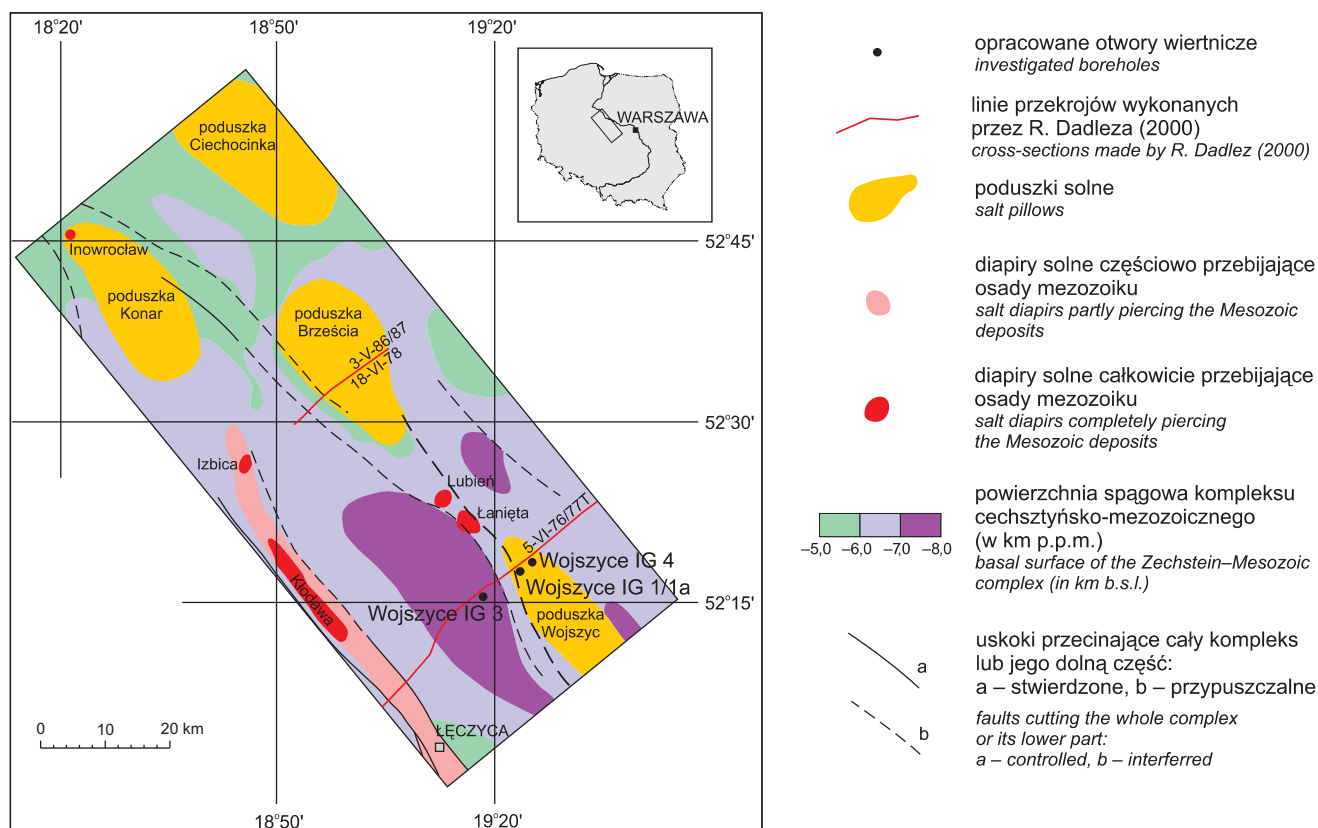 18°20'
18°50'
19°20'
poduszka
Ciechocinka
WARSZAWA
52°45'
Inowrocław
poduszka
Konar
poduszka
Brześcia
3-V-86/87
18-VI-78
52°30'
Izbica
Lubień
Łanięta
5-VI-76/77T
Wojszyce IG 4
Wojszyce IG 1/1a
Wojszyce IG 3
52°15'
Kłodawa
poduszka
Wojszyc
0 10 20 km
ŁĘCZYCA
18°50'
19°20'
opracowane otwory wiertnicze
investigated boreholes
linie przekrojów wykonanych
przez R. Dadleza (2000)
cross-sections made by R. Dadlez (2000)
poduszki solne
salt pillows
diapiry solne częściowo przebijające
osady mezozoiku
salt diapirs partly piercing the Mesozoic
deposits
diapiry solne całkowicie przebijające
osady mezozoiku
salt diapirs completely piercing
the Mesozoic deposits
–5,0 –6,0 –7,0 –8,0
powierzchnia spągowa kompleksu
cechsztyńsko-mezozoicznego
(w km p.p.m.)
basal surface of the Zechstein–Mesozoic
complex (in km b.s.l.)
a
b
uskoki przecinające cały kompleks
lub jego dolną część:
a – stwierdzone, b – przypuszczalne
faults cutting the whole complex
or its lower part:
a – controlled, b – interferred